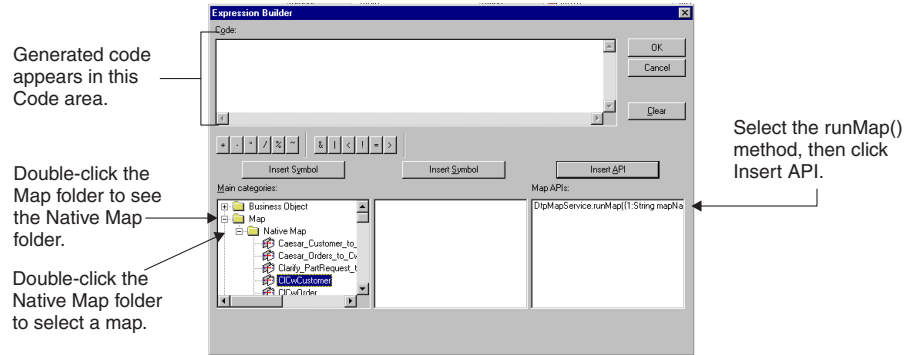 Expression Builder
Code:
OK
Cancel
Clear
Generated code
appears in this
Code area.
+ - * / % ~ & | < ! = >
Insert Symbol
Insert Symbol
Insert API
Select the runMap()
method, then click
Insert API.
Main categories:
Map APIs:
Double-click the
Map folder to see
the Native Map
folder.
Business Object
Map
Native Map
Caesar_Customer_to_
Caesar_Orders_to_Cw
Clarify_PartRequest_t
ClCwCustomer
ClCwOrder
DtpMapService.runMap({1:String mapNa
Double-click the
Native Map folder
to select a map.